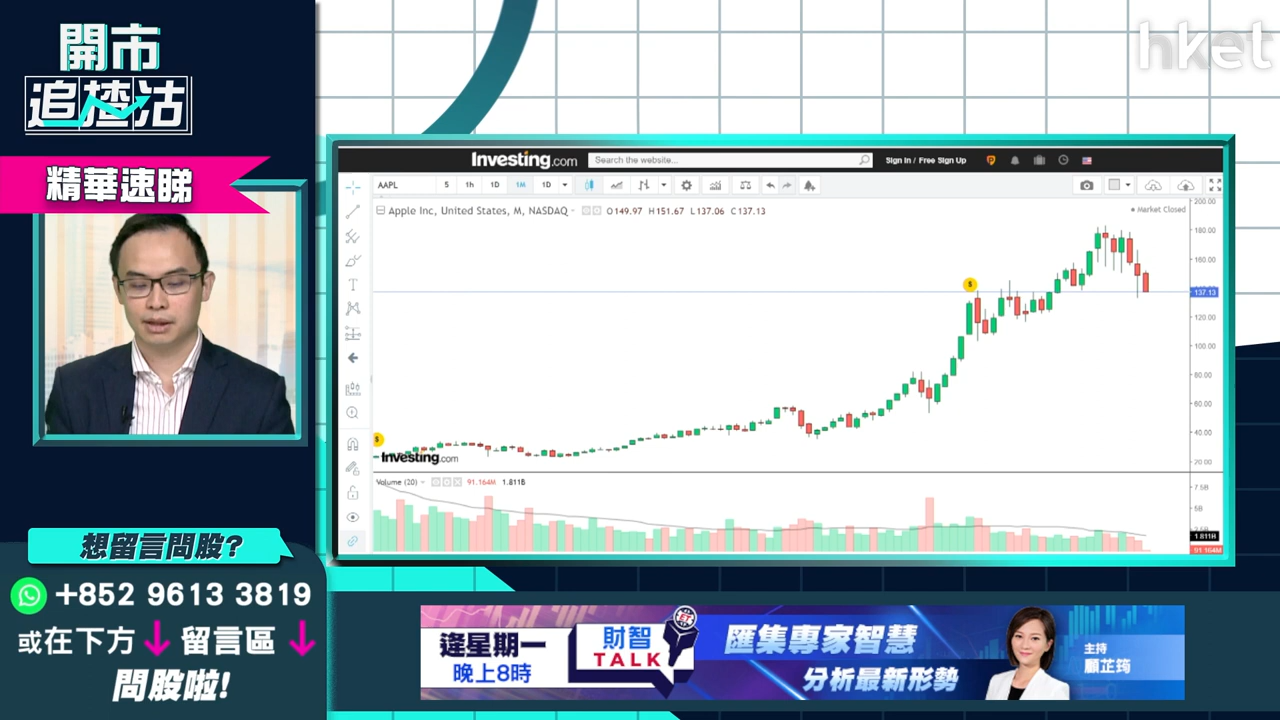 開市
追揸沽
hket
精華速睇
Investing.com
Search the website...
Sign In / Free Sign Up
AAPL
5
1h
1D
1M
1D
Apple Inc, United States, M, NASDAQ
O149.97 H151.67 L137.06 C137.13
Market Closed
200.00
180.00
160.00
137.13
120.00
100.00
80.00
60.00
40.00
20.00
$
$
T
Investing.com
Volume (20)
91.164M
1.811B
7.5B
5B
1.811B
91.164M
想留言問股?
+852 9613 3819
或在下方 留言區
問股啦!
逢星期一
晚上8時
財智
TALK
匯集專家智慧
分析最新形勢
主持
顧芷筠